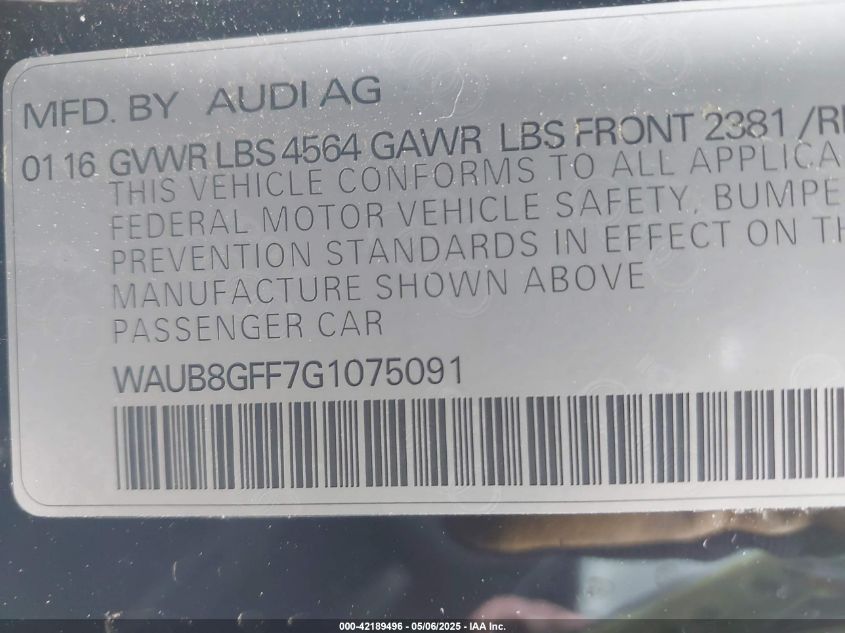 MFD. BY AUDI AG
01 16 GVWR LBS 4564 GAWR LBS FRONT 2381 /R
THIS VEHICLE CONFORMS TO ALL APPLICA
FEDERAL MOTOR VEHICLE SAFETY, BUMPE
PREVENTION STANDARDS IN EFFECT ON TH
MANUFACTURE SHOWN ABOVE
PASSENGER CAR
WAUB8GFF7G1075091
000-42189496 - 05/06/2025 - IAA Inc.